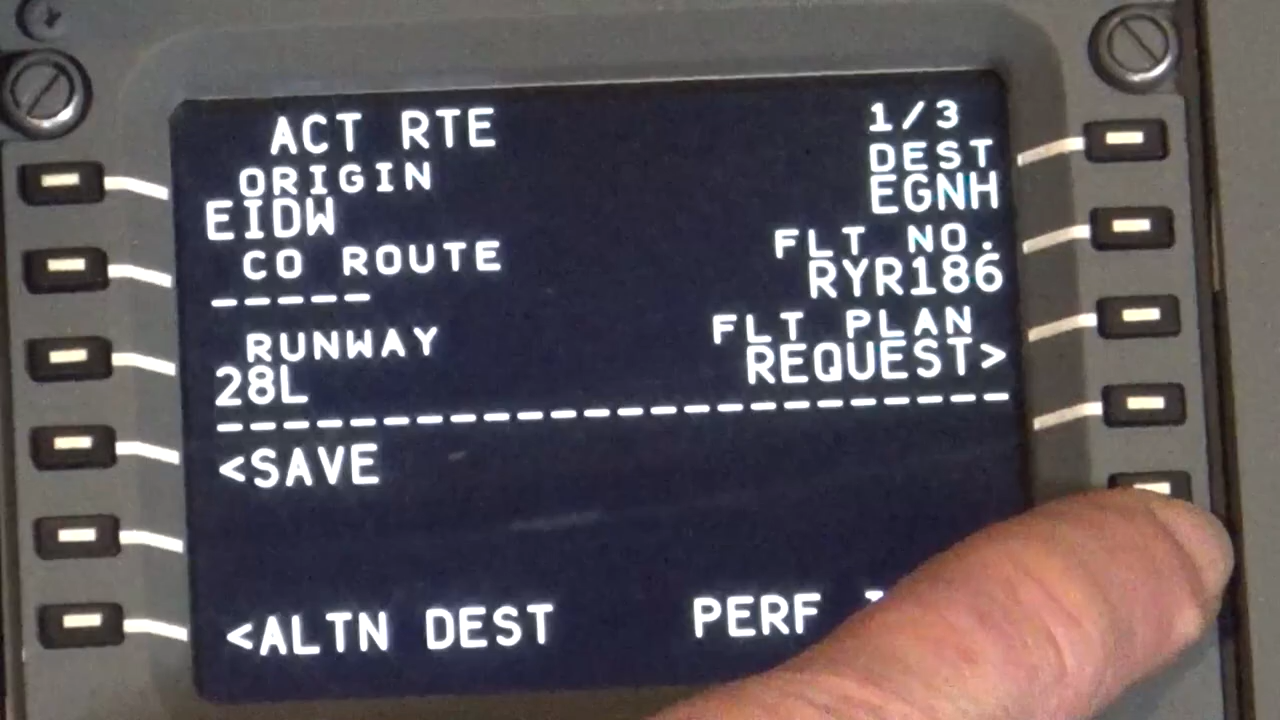 ACT RTE 1/3
ORIGIN DEST
EIDW EGNH
CO ROUTE FLT NO.
----- RYR186
RUNWAY FLT PLAN
28L REQUEST>
------------------------
<SAVE
<ALTN DEST PERF